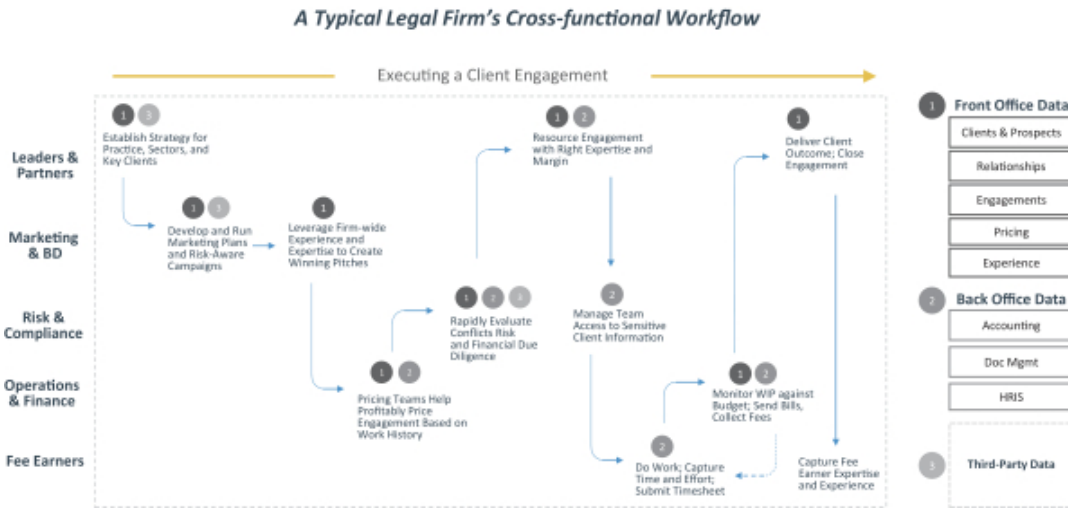 A Typical Legal Firm's Cross-functional Workflow
Executing a Client Engagement
Leaders &
Partners
Marketing
& BD
Risk &
Compliance
Operations
& Finance
Fee Earners
1 3
Establish Strategy for
Practice, Sectors, and
Key Clients
Develop and Run
Marketing Plans
and Risk-Aware
Campaigns
1
Leverage Firm-wide
Experience and
Expertise to Create
Winning Pitches
1 2
Pricing Teams Help
Profitably Price
Engagement Based on
Work History
1 2 3
Rapidly Evaluate
Conflicts Risk
and Financial Due
Diligence
1 2
Resource Engagement
with Right Expertise and
Margin
2
Manage Team
Access to Sensitive
Client Information
2
Do Work; Capture
Time and Effort;
Submit Timesheet
1 2
Monitor WIP against
Budget; Send Bills,
Collect Fees
1
Deliver Client
Outcome; Close
Engagement
Capture Fee
Earner Expertise
and Experience
1 Front Office Data
Clients & Prospects
Relationships
Engagements
Pricing
Experience
2 Back Office Data
Accounting
Doc Mgmt
HRIS
3 Third-Party Data